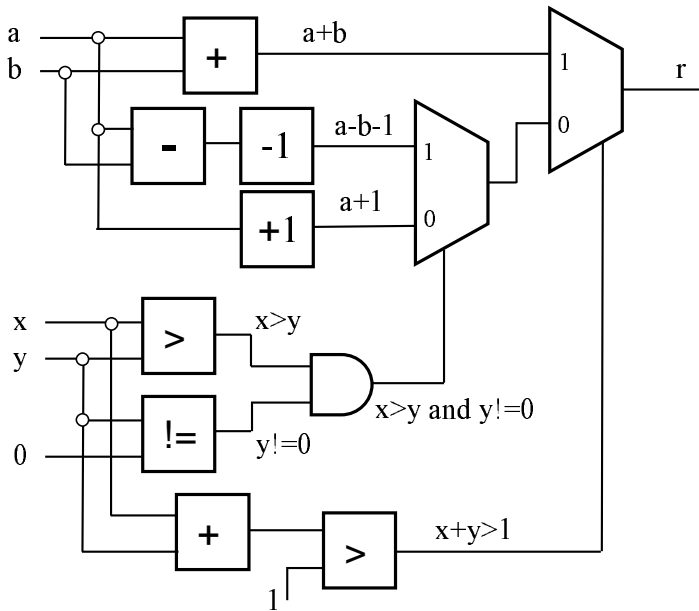 a
b
+
a+b
1
0
r
-
-1
a-b-1
1
+1
a+1
0
x
y
>
x>y
!=
0
y!=0
x>y and y!=0
+
>
x+y>1
1